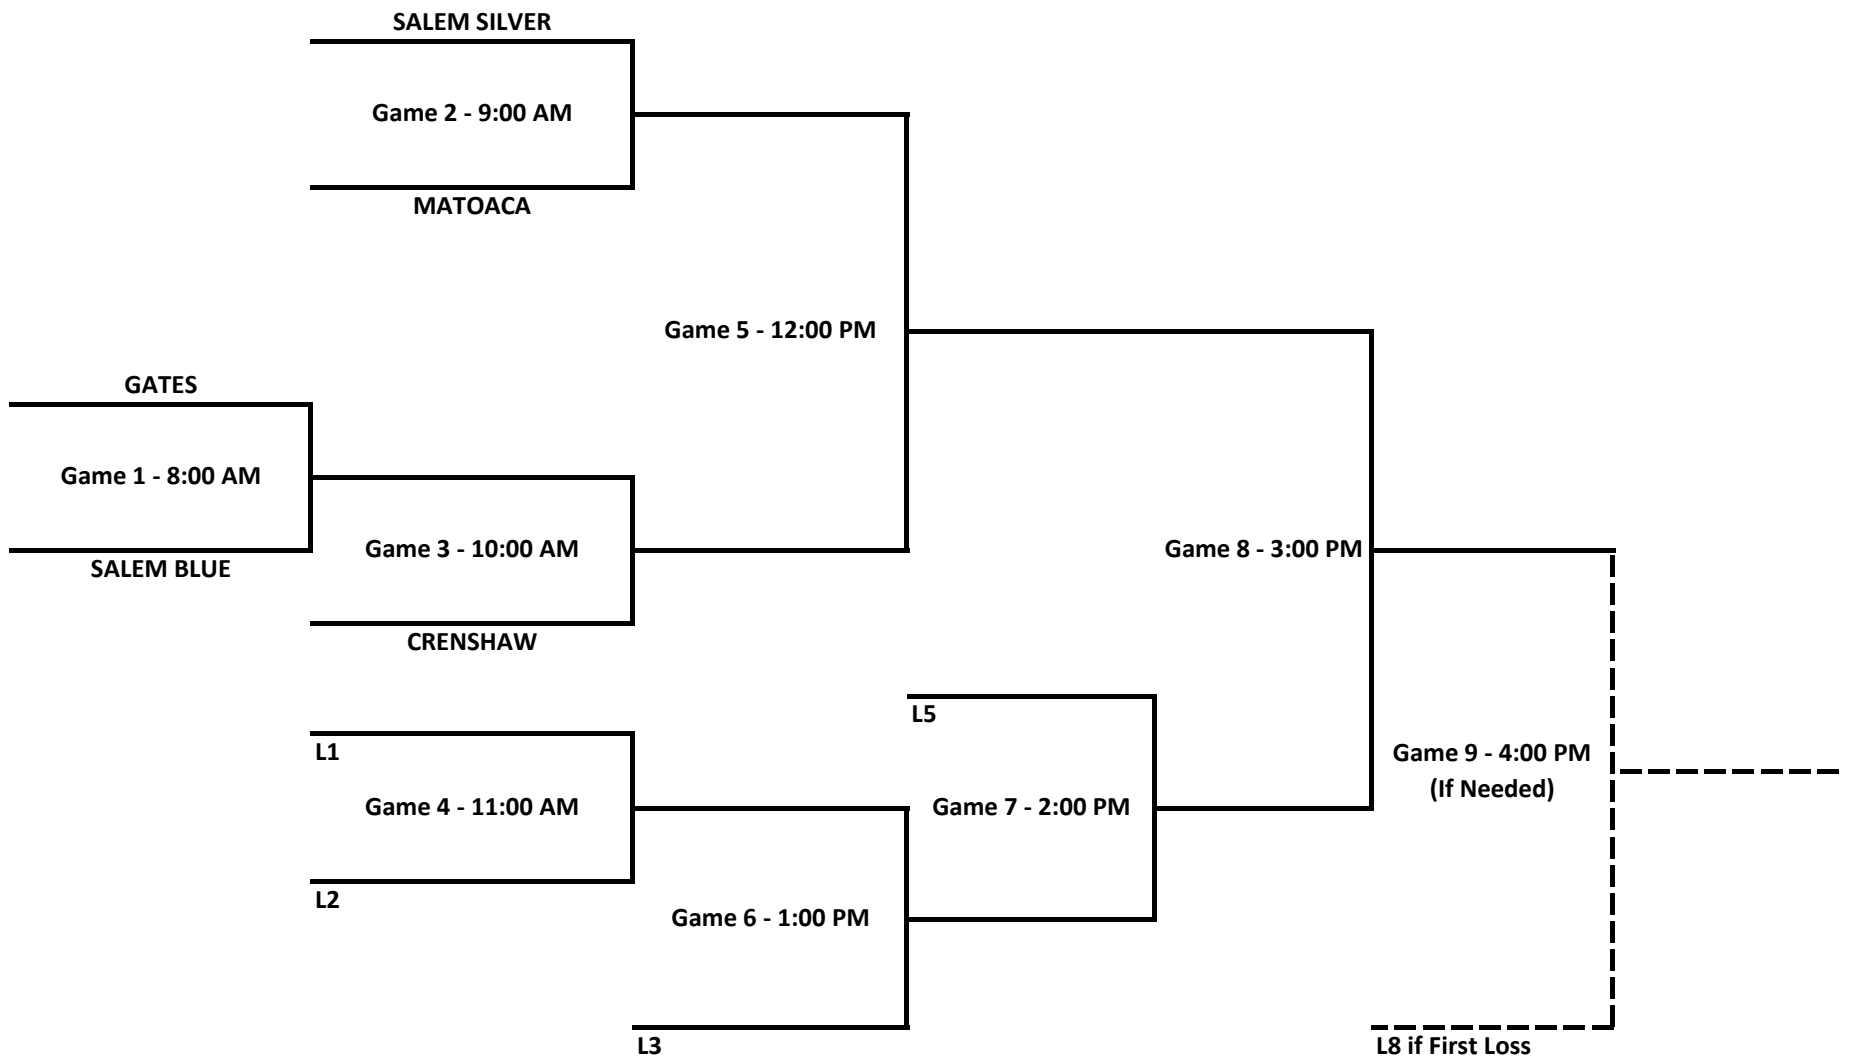 SALEM SILVER
Game 2 - 9:00 AM
MATOACA
Game 5 - 12:00 PM
GATES
Game 1 - 8:00 AM
SALEM BLUE
Game 3 - 10:00 AM
CRENSHAW
Game 8 - 3:00 PM
L1
Game 4 - 11:00 AM
L2
L5
Game 7 - 2:00 PM
Game 6 - 1:00 PM
L3
Game 9 - 4:00 PM
(If Needed)
L8 if First Loss